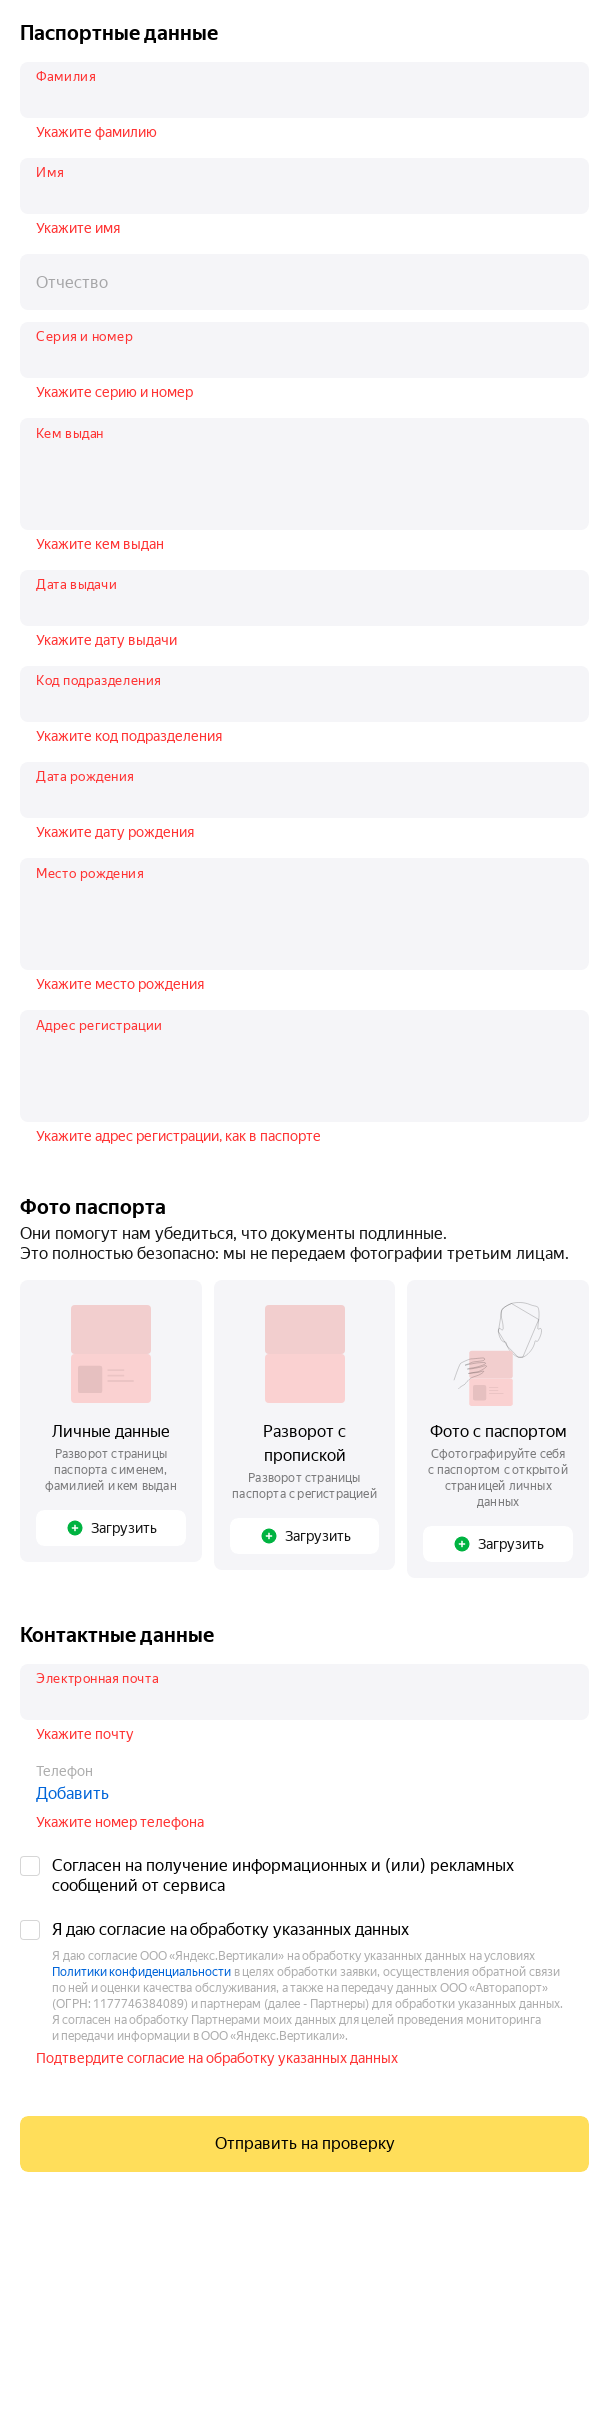 Паспортные данные
Фамилия
Укажите фамилию
Имя
Укажите имя
Отчество
Серия и номер
Укажите серию и номер
Кем выдан
Укажите кем выдан
Дата выдачи
Укажите дату выдачи
Код подразделения
Укажите код подразделения
Дата рождения
Укажите дату рождения
Место рождения
Укажите место рождения
Адрес регистрации
Укажите адрес регистрации, как в паспорте
Фото паспорта
Они помогут нам убедиться, что документы подлинные.
Это полностью безопасно: мы не передаем фотографии третьим лицам.
Личные данные
Разворот страницы
паспорта с именем,
фамилией и кем выдан
Загрузить
Разворот с
пропиской
Разворот страницы
паспорта с регистрацией
Загрузить
Фото с паспортом
Сфотографируйте себя
с паспортом с открытой
страницей личных
данных
Загрузить
Контактные данные
Электронная почта
Укажите почту
Телефон
Добавить
Укажите номер телефона
Согласен на получение информационных и (или) рекламных
сообщений от сервиса
Я даю согласие на обработку указанных данных
Я даю согласие ООО «Яндекс.Вертикали» на обработку указанных данных на условиях
Политики конфиденциальности в целях обработки заявки, осуществления обратной связи
по ней и оценки качества обслуживания, а также на передачу данных ООО «Авторапорт»
(ОГРН: 1177746384089) и партнерам (далее - Партнеры) для обработки указанных данных.
Я согласен на обработку Партнерами моих данных для целей проведения мониторинга
и передачи информации в ООО «Яндекс.Вертикали».
Подтвердите согласие на обработку указанных данных
Отправить на проверку